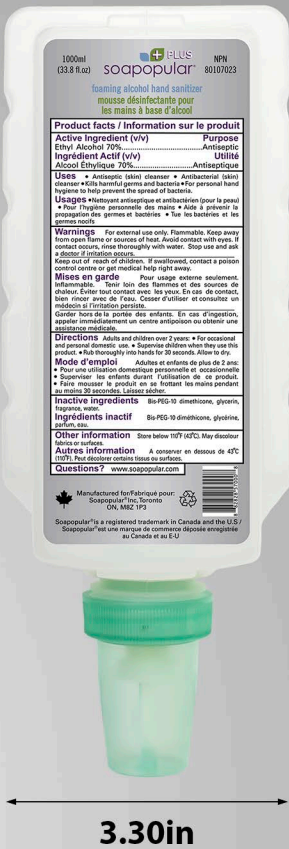 1000ml
(33.8 fl.oz)
PLUS
soapopular®
NPN
80107023
foaming alcohol hand sanitizer
mousse désinfectante pour
les mains à base d'alcool
Product facts / Information sur le produit
Active Ingredient (v/v) Purpose
Ethyl Alcohol 70%......Antiseptic
Ingrédient Actif (v/v) Utilité
Alcool Éthylique 70%......Antiseptique
Uses • Antiseptic (skin) cleanser • Antibacterial (skin)
cleanser • Kills harmful germs and bacteria • For personal hand
hygiene to help prevent the spread of bacteria.
Usages • Nettoyant antiseptique et antibactérien (pour la peau)
• Pour l'hygiène personnelle des mains • Aide à prévenir la
propagation des germes et bactéries • Tue les bactéries et les
germes nocifs
Warnings For external use only. Flammable. Keep away
from open flame or sources of heat. Avoid contact with eyes. If
contact occurs, rinse thoroughly with water. Stop use and ask
a doctor if irritation occurs.
Keep out of reach of children. If swallowed, contact a poison
control centre or get medical help right away.
Mises en garde Pour usage externe seulement.
Inflammable. Tenir loin des flammes et des sources de
chaleur. Éviter tout contact avec les yeux. En cas de contact,
bien rincer avec de l'eau. Cesser d'utiliser et consultez un
médecin si l'irritation persiste.
Garder hors de la portée des enfants. En cas d'ingestion,
appeler immédiatement un centre antipoison ou obtenir une
assistance médicale.
Directions Adults and children over 2 years: • For occasional
and personal domestic use. • Supervise children when they use this
product. • Rub thoroughly into hands for 30 seconds. Allow to dry.
Mode d'emploi Adultes et enfants de plus de 2 ans:
• Pour une utilisation domestique personnelle et occasionnelle
• Superviser les enfants durant l'utilisation de ce produit.
• Faire mousser le produit en se frottant les mains pendant
au moins 30 secondes. Laissez sécher.
Inactive ingredients Bis-PEG-10 dimethicone, glycerin,
fragrance, water.
Ingrédients inactif Bis-PEG-10 diméthicone, glycérine,
parfum, eau.
Other information Store below 110°F (43°C). May discolour
fabrics or surfaces.
Autres information A conserver en dessous de 43°C
(110°F). Peut décolorer certains tissus ou surfaces.
Questions? www.soapopular.com
Manufactured for/Fabriqué pour:
Soapopular® Inc, Toronto
ON, M8Z 1P3
Soapopular® is a registered trademark in Canada and the U.S /
Soapopular® est une marque de commerce déposée enregistrée
au Canada et au E-U
3.30in